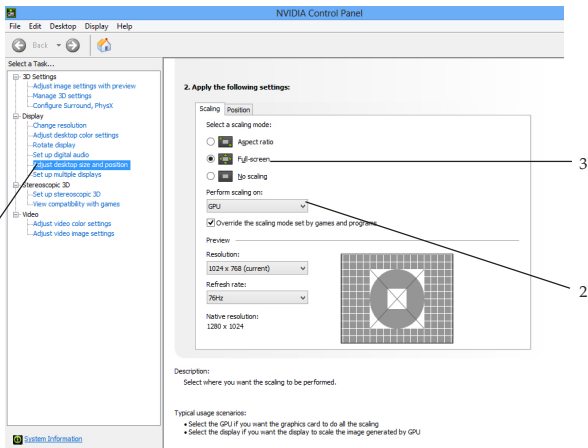 NVIDIA Control Panel
File Edit Desktop Display Help
Back
Select a Task...
3D Settings
Adjust image settings with preview
Manage 3D settings
Configure Surround, PhysX
Display
Change resolution
Adjust desktop color settings
Rotate display
Set up digital audio
Adjust desktop size and position
Set up multiple displays
Stereoscopic 3D
Set up stereoscopic 3D
View compatibility with games
Video
Adjust video color settings
Adjust video image settings
System Information
2. Apply the following settings:
Scaling Position
Select a scaling mode:
Aspect ratio
Full-screen
3
No scaling
Perform scaling on:
GPU
Override the scaling mode set by games and programs
2
Preview
Resolution:
1024 x 768 (current)
Refresh rate:
76Hz
Native resolution:
1280 x 1024
Description:
Select where you want the scaling to be performed.
Typical usage scenarios:
• Select the GPU if you want the graphics card to do all the scaling
• Select the display if you want the display to scale the image generated by GPU